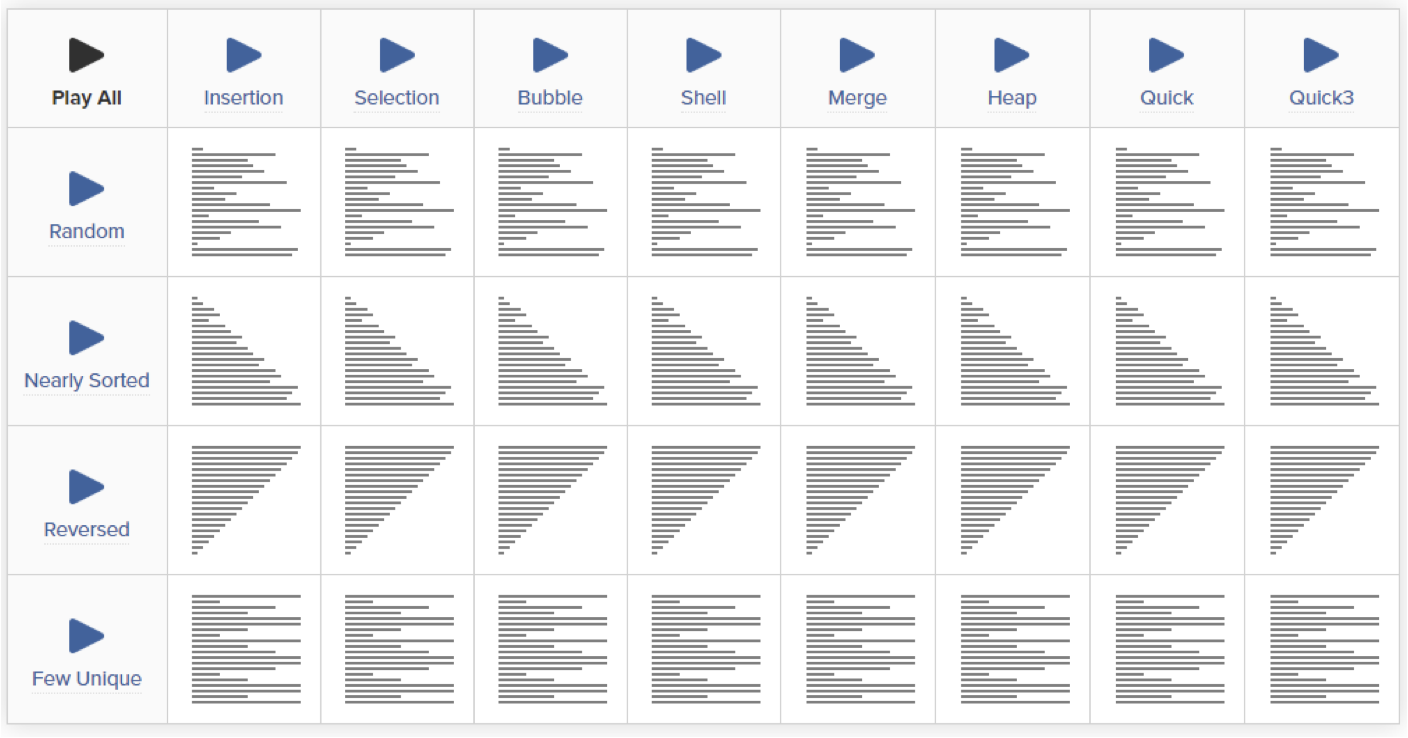 Play All
Insertion
Selection
Bubble
Shell
Merge
Heap
Quick
Quick3
Random
Nearly Sorted
Reversed
Few Unique